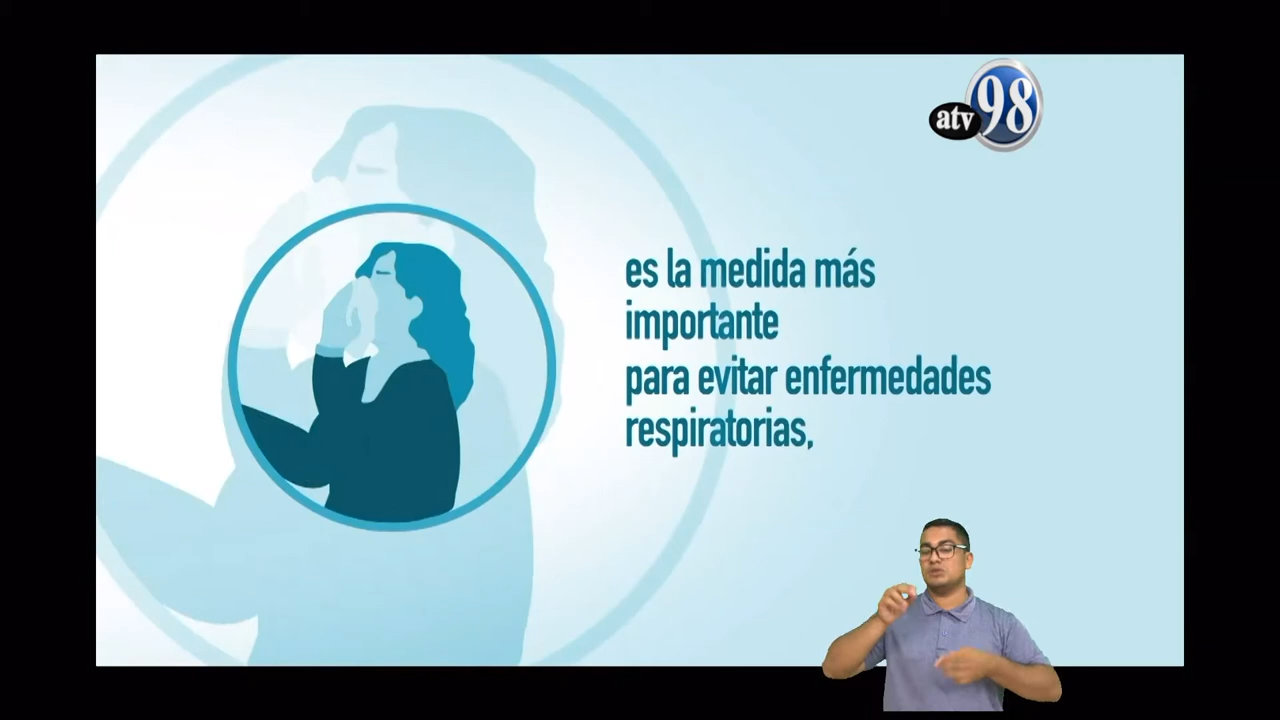 atv 98
es la medida más
importante
para evitar enfermedades
respiratorias,